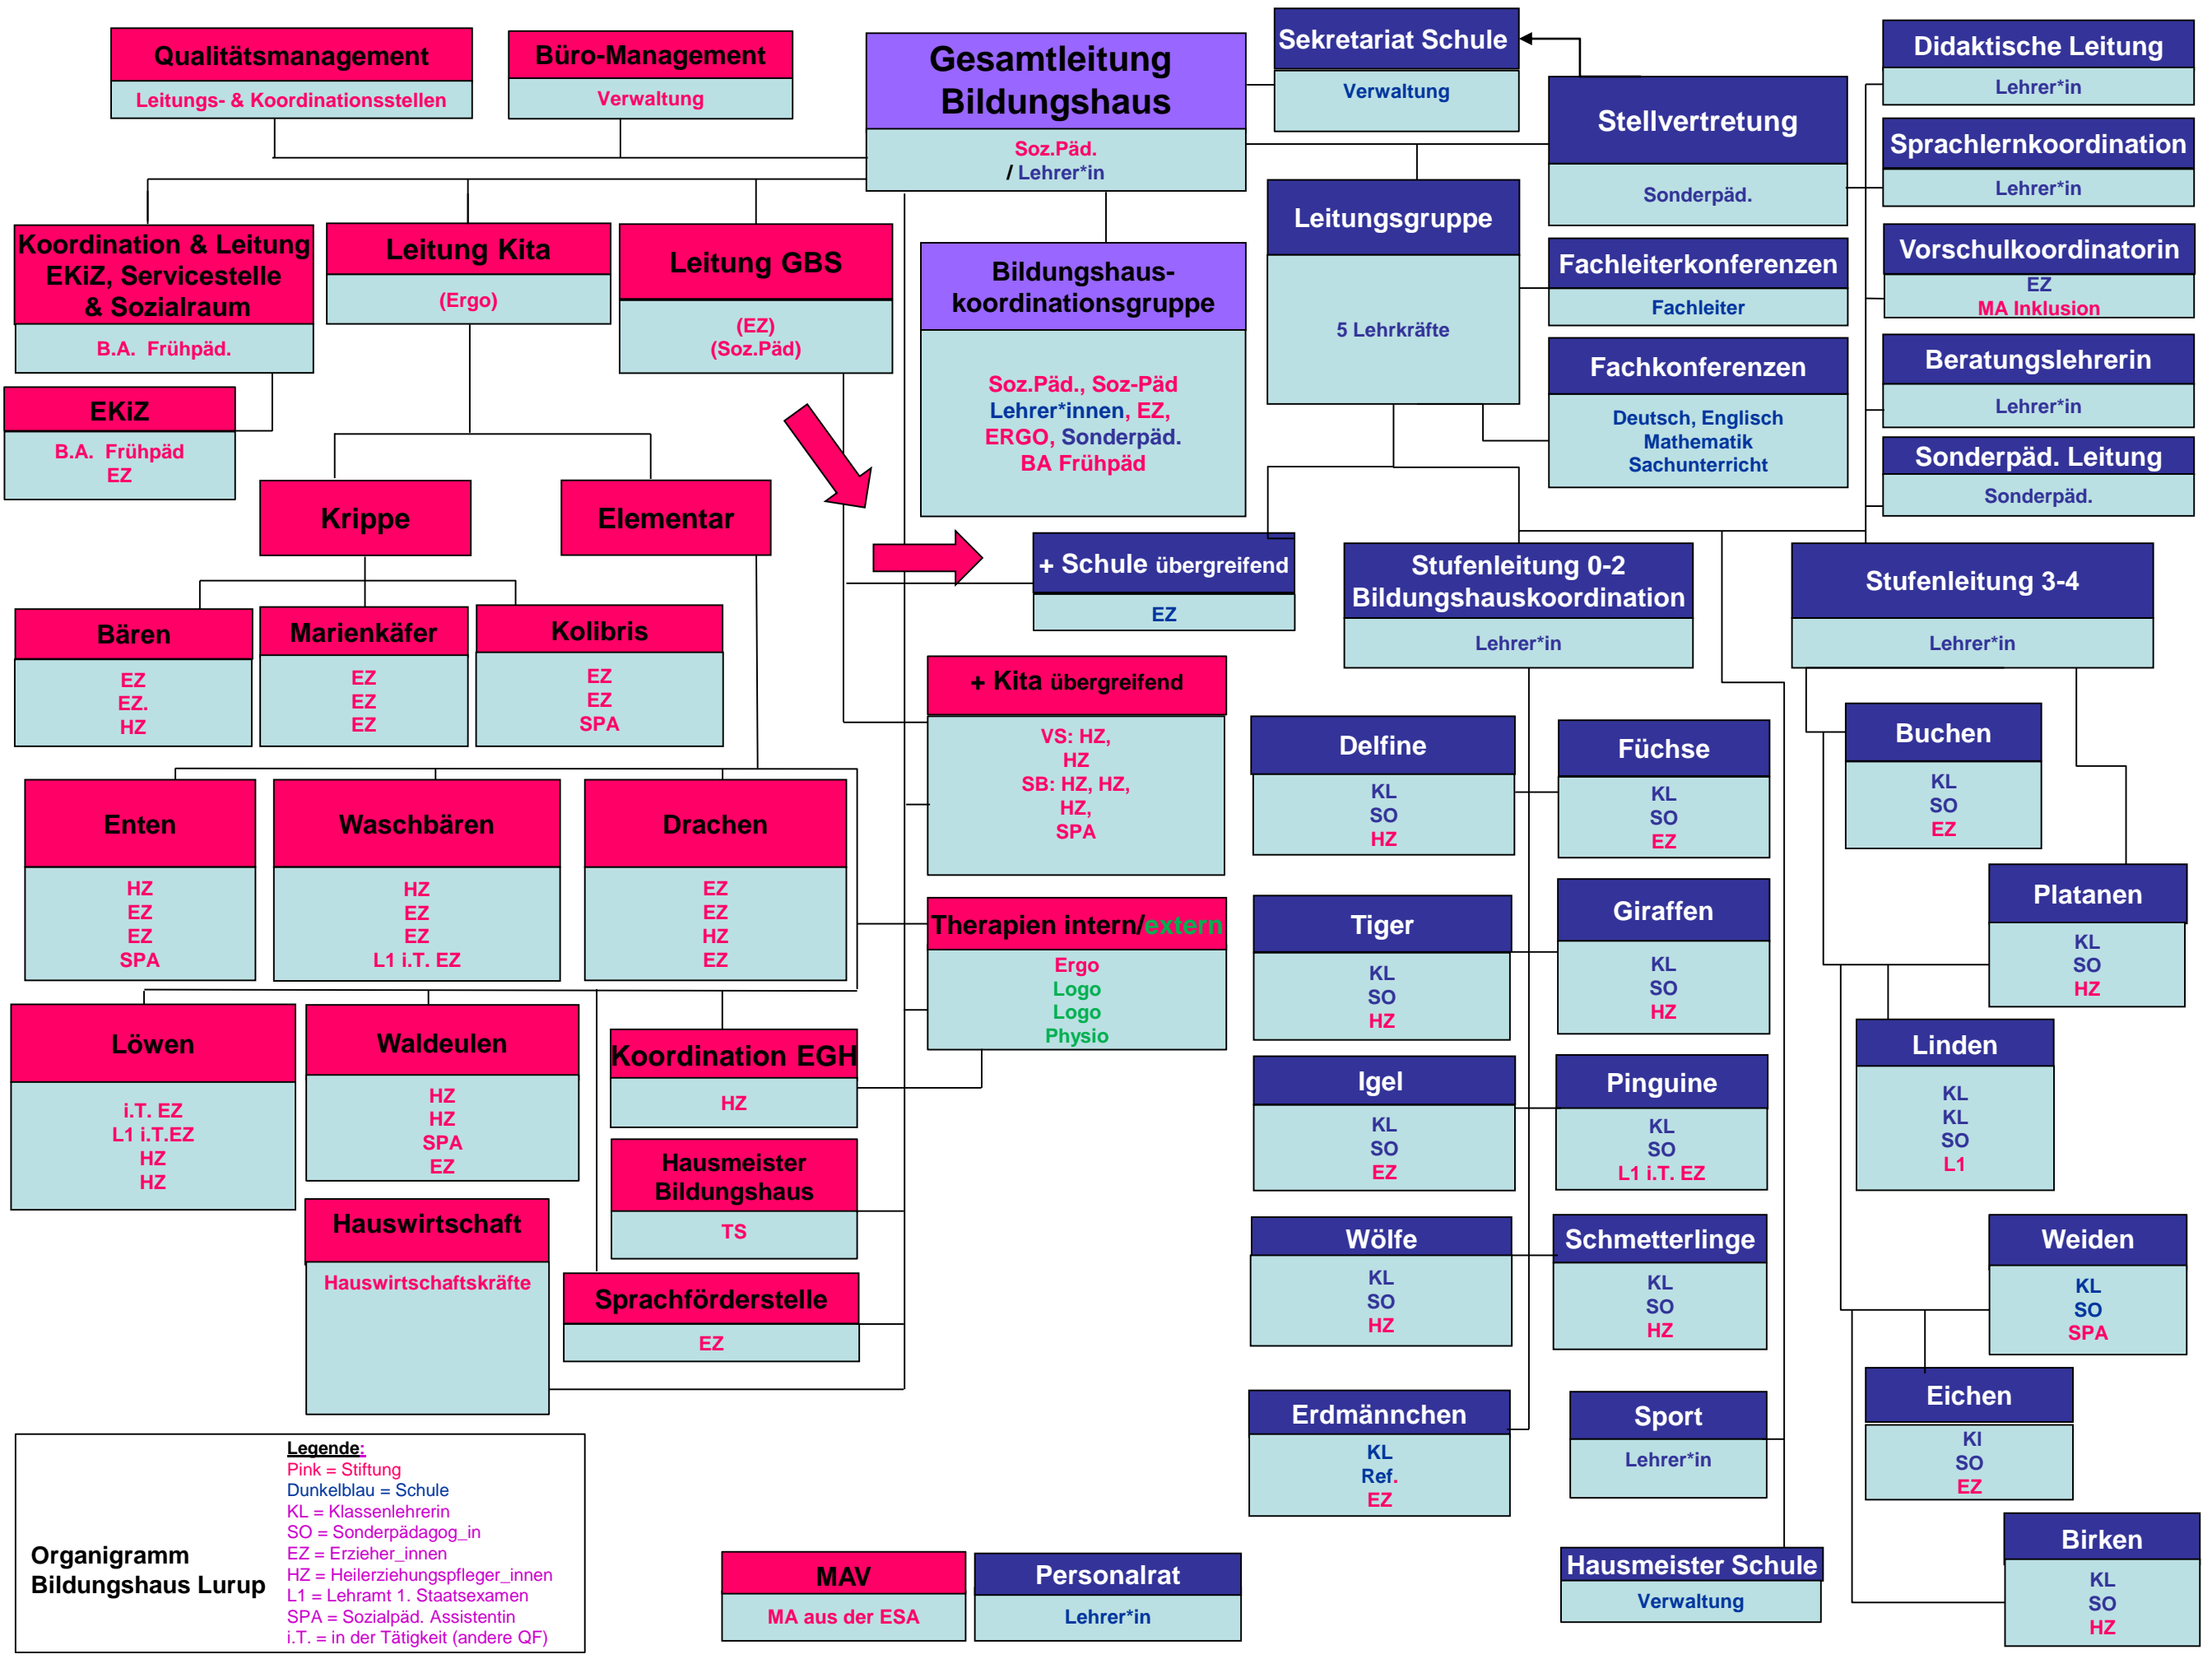 Qualitätsmanagement
Leitungs- & Koordinationsstellen
Büro-Management
Verwaltung
Gesamtleitung
Bildungshaus
Soz.Päd.
/ Lehrer*in
Sekretariat Schule
Verwaltung
Stellvertretung
Sonderpäd.
Didaktische Leitung
Lehrer*in
Sprachlernkoordination
Lehrer*in
Vorschulkoordinatorin
EZ
MA Inklusion
Beratungslehrerin
Lehrer*in
Sonderpäd. Leitung
Sonderpäd.
Koordination & Leitung
EKiZ, Servicestelle
& Sozialraum
B.A. Frühpäd.
Leitung Kita
(Ergo)
Leitung GBS
(EZ)
(Soz.Päd)
Bildungshaus-
koordinationsgruppe
Soz.Päd., Soz-Päd
Lehrer*innen, EZ,
ERGO, Sonderpäd.
BA Frühpäd
Leitungsgruppe
5 Lehrkräfte
Fachleiterkonferenzen
Fachleiter
Fachkonferenzen
Deutsch, Englisch
Mathematik
Sachunterricht
EKiZ
B.A. Frühpäd
EZ
Krippe
Elementar
+ Schule übergreifend
EZ
Stufenleitung 0-2
Bildungshauskoordination
Lehrer*in
Stufenleitung 3-4
Lehrer*in
Bären
EZ
EZ.
HZ
Marienkäfer
EZ
EZ
EZ
Kolibris
EZ
EZ
SPA
+ Kita übergreifend
VS: HZ,
HZ
SB: HZ, HZ,
HZ,
SPA
Enten
HZ
EZ
EZ
SPA
Waschbären
HZ
EZ
EZ
L1 i.T. EZ
Drachen
EZ
EZ
HZ
EZ
Therapien intern/extern
Ergo
Logo
Logo
Physio
Löwen
i.T. EZ
L1 i.T.EZ
HZ
HZ
Waldeulen
HZ
HZ
SPA
EZ
Koordination EGH
HZ
Hausmeister
Bildungshaus
TS
Hauswirtschaft
Hauswirtschaftskräfte
Sprachförderstelle
EZ
Delfine
KL
SO
HZ
Füchse
KL
SO
EZ
Tiger
KL
SO
HZ
Giraffen
KL
SO
HZ
Igel
KL
SO
EZ
Pinguine
KL
SO
L1 i.T. EZ
Wölfe
KL
SO
HZ
Schmetterlinge
KL
SO
HZ
Erdmännchen
KL
Ref.
EZ
Sport
Lehrer*in
Hausmeister Schule
Verwaltung
Buchen
KL
SO
EZ
Platanen
KL
SO
HZ
Linden
KL
KL
SO
L1
Weiden
KL
SO
SPA
Eichen
Kl
SO
EZ
Birken
KL
SO
HZ
MAV
MA aus der ESA
Personalrat
Lehrer*in
Organigramm
Bildungshaus Lurup
Legende:
Pink = Stiftung
Dunkelblau = Schule
KL = Klassenlehrerin
SO = Sonderpädagog_in
EZ = Erzieher_innen
HZ = Heilerziehungspfleger_innen
L1 = Lehramt 1. Staatsexamen
SPA = Sozialpäd. Assistentin
i.T. = in der Tätigkeit (andere QF)